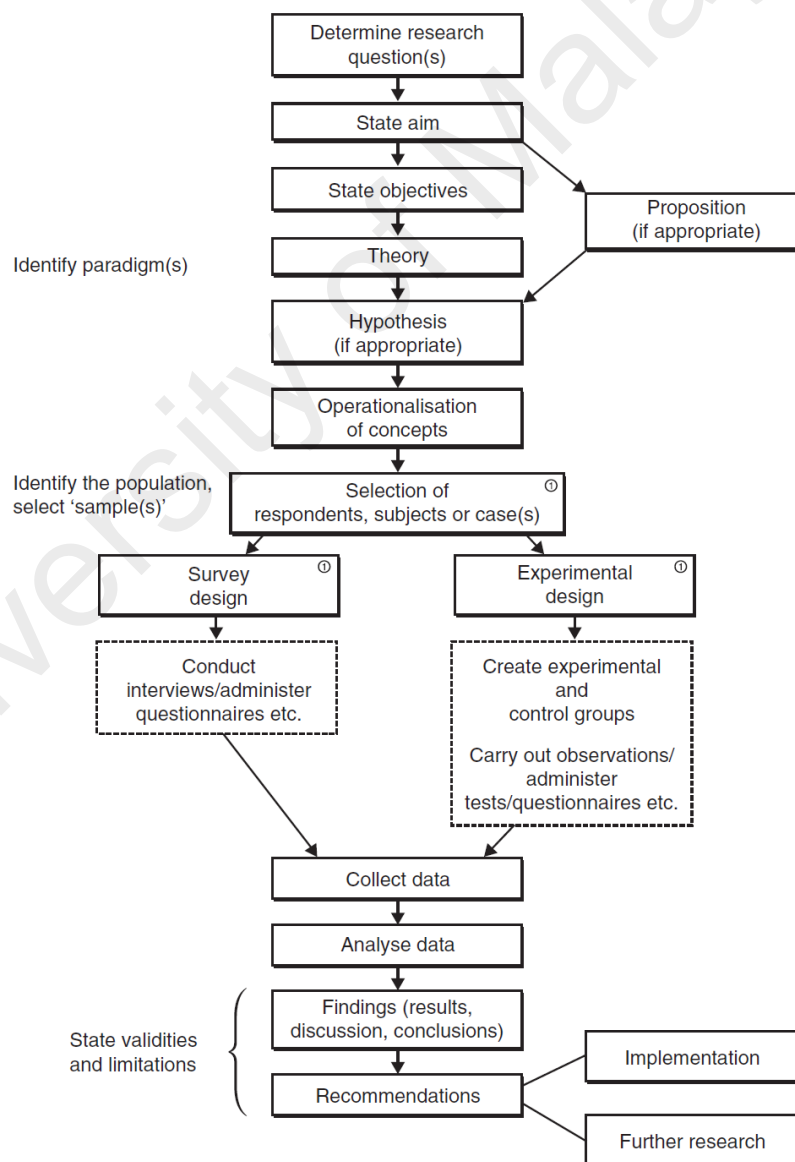 Determine research
question(s)
State aim
State objectives
Proposition
(if appropriate)
Identify paradigm(s)
Theory
Hypothesis
(if appropriate)
Operationalisation
of concepts
Identify the population,
select ‘sample(s)’
Selection of ①
respondents, subjects or case(s)
Survey ①
design
Experimental ①
design
Conduct
interviews/administer
questionnaires etc.
Create experimental
and
control groups
Carry out observations/
administer
tests/questionnaires etc.
Collect data
Analyse data
State validities
and limitations
Findings (results,
discussion, conclusions)
Recommendations
Implementation
Further research
versity of Mala